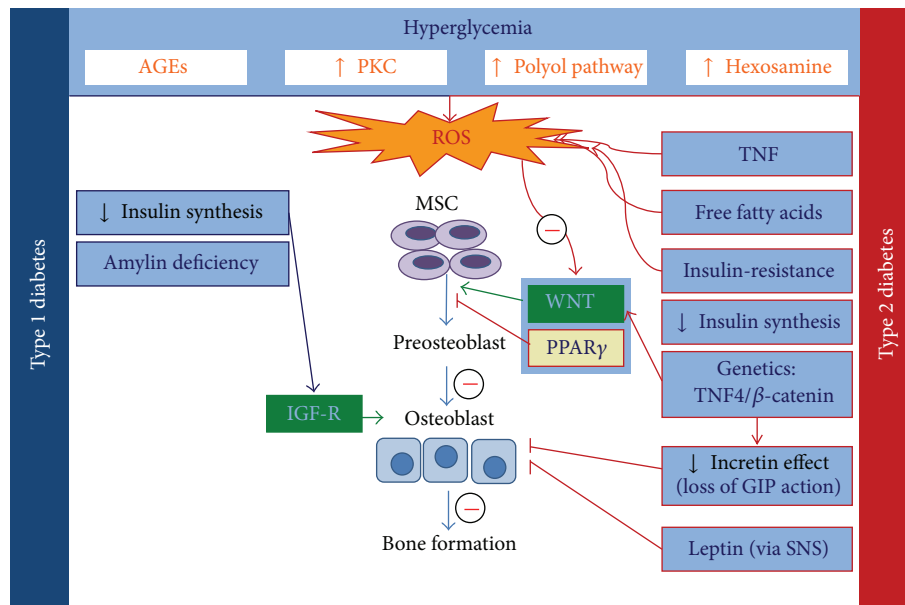 Hyperglycemia
AGEs
↑ PKC
↑ Polyol pathway
↑ Hexosamine
Type 1 diabetes
Type 2 diabetes
ROS
TNF
Free fatty acids
Insulin-resistance
↓ Insulin synthesis
Genetics:
TNF4/β-catenin
↓ Incretin effect
(loss of GIP action)
Leptin (via SNS)
↓ Insulin synthesis
Amylin deficiency
IGF-R
MSC
−
WNT
PPARγ
Preosteoblast
−
Osteoblast
−
Bone formation